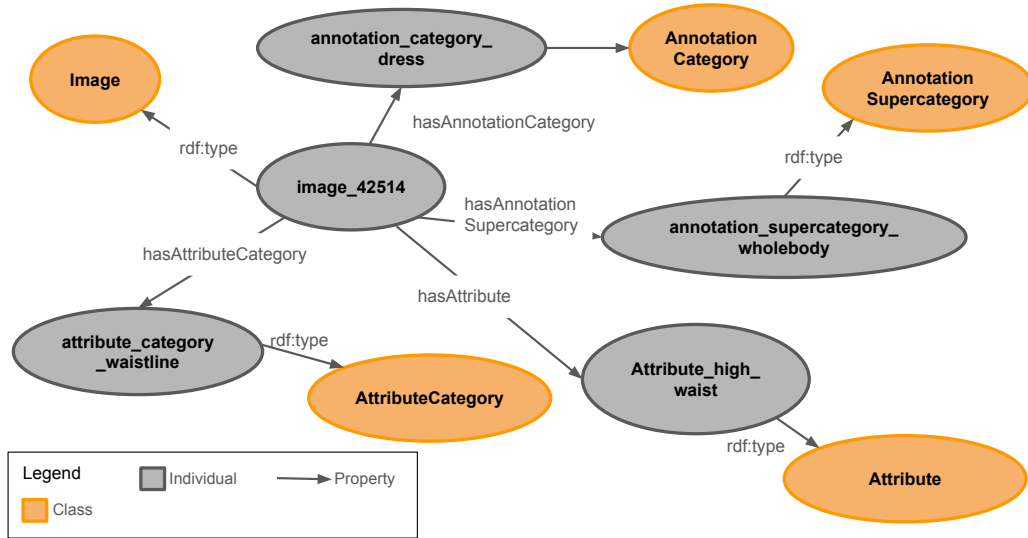 annotation_category_
dress
Annotation
Category
Image
Annotation
Supercategory
hasAnnotationCategory
rdf:type
rdf:type
image_42514
hasAnnotation
Supercategory
annotation_supercategory_
wholebody
hasAttributeCategory
hasAttribute
attribute_category
_waistline
rdf:type
Attribute_high_
waist
AttributeCategory
rdf:type
Attribute
Legend
Individual
Property
Class